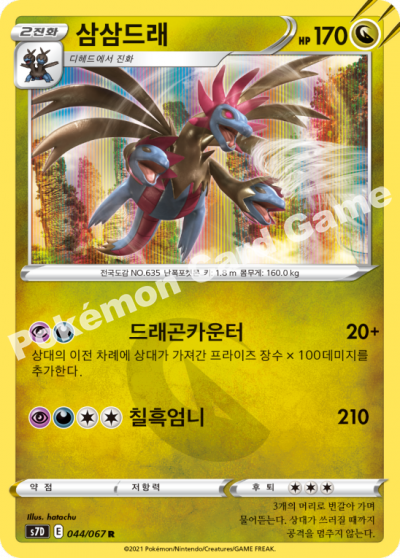 2진화
삼삼드래
HP 170
디헤드에서 진화
전국도감 NO.635 난폭포켓몬 키: 1.8 m 몸무게: 160.0 kg
Pokémon Card Game
드래곤카운터 20+
상대의 이전 차례에 상대가 가져간 프라이즈 장수 × 100데미지를
추가한다.
칠흑엄니 210
약점 저항력 후퇴
Illus. hatachu
s7D E 044/067 R
3개의 머리로 번갈아 가며
물어뜯는다. 상대가 쓰러질 때까지
공격을 멈추지 않는다.
©2021 Pokémon/Nintendo/Creatures/GAME FREAK.